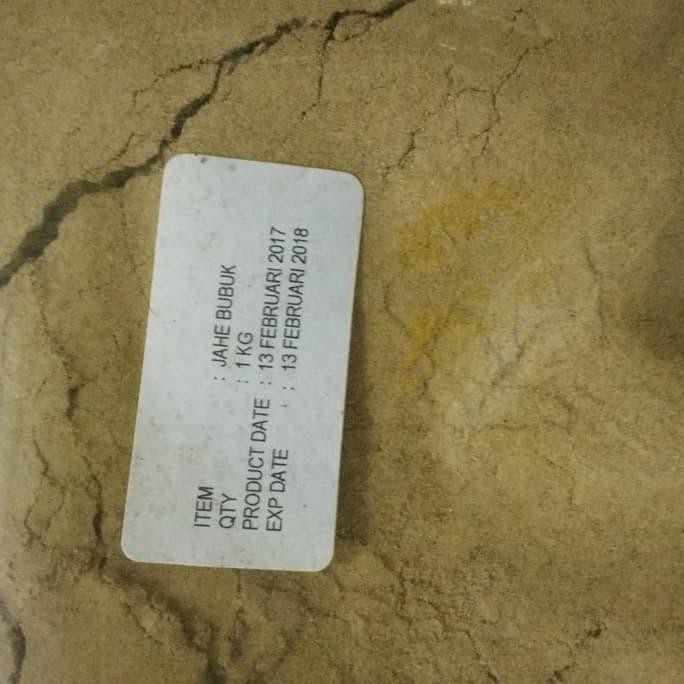 ITEM : JAHE BUBUK
QTY : 1 KG
PRODUCT DATE : 13 FEBRUARI 2017
EXP DATE : 13 FEBRUARI 2018